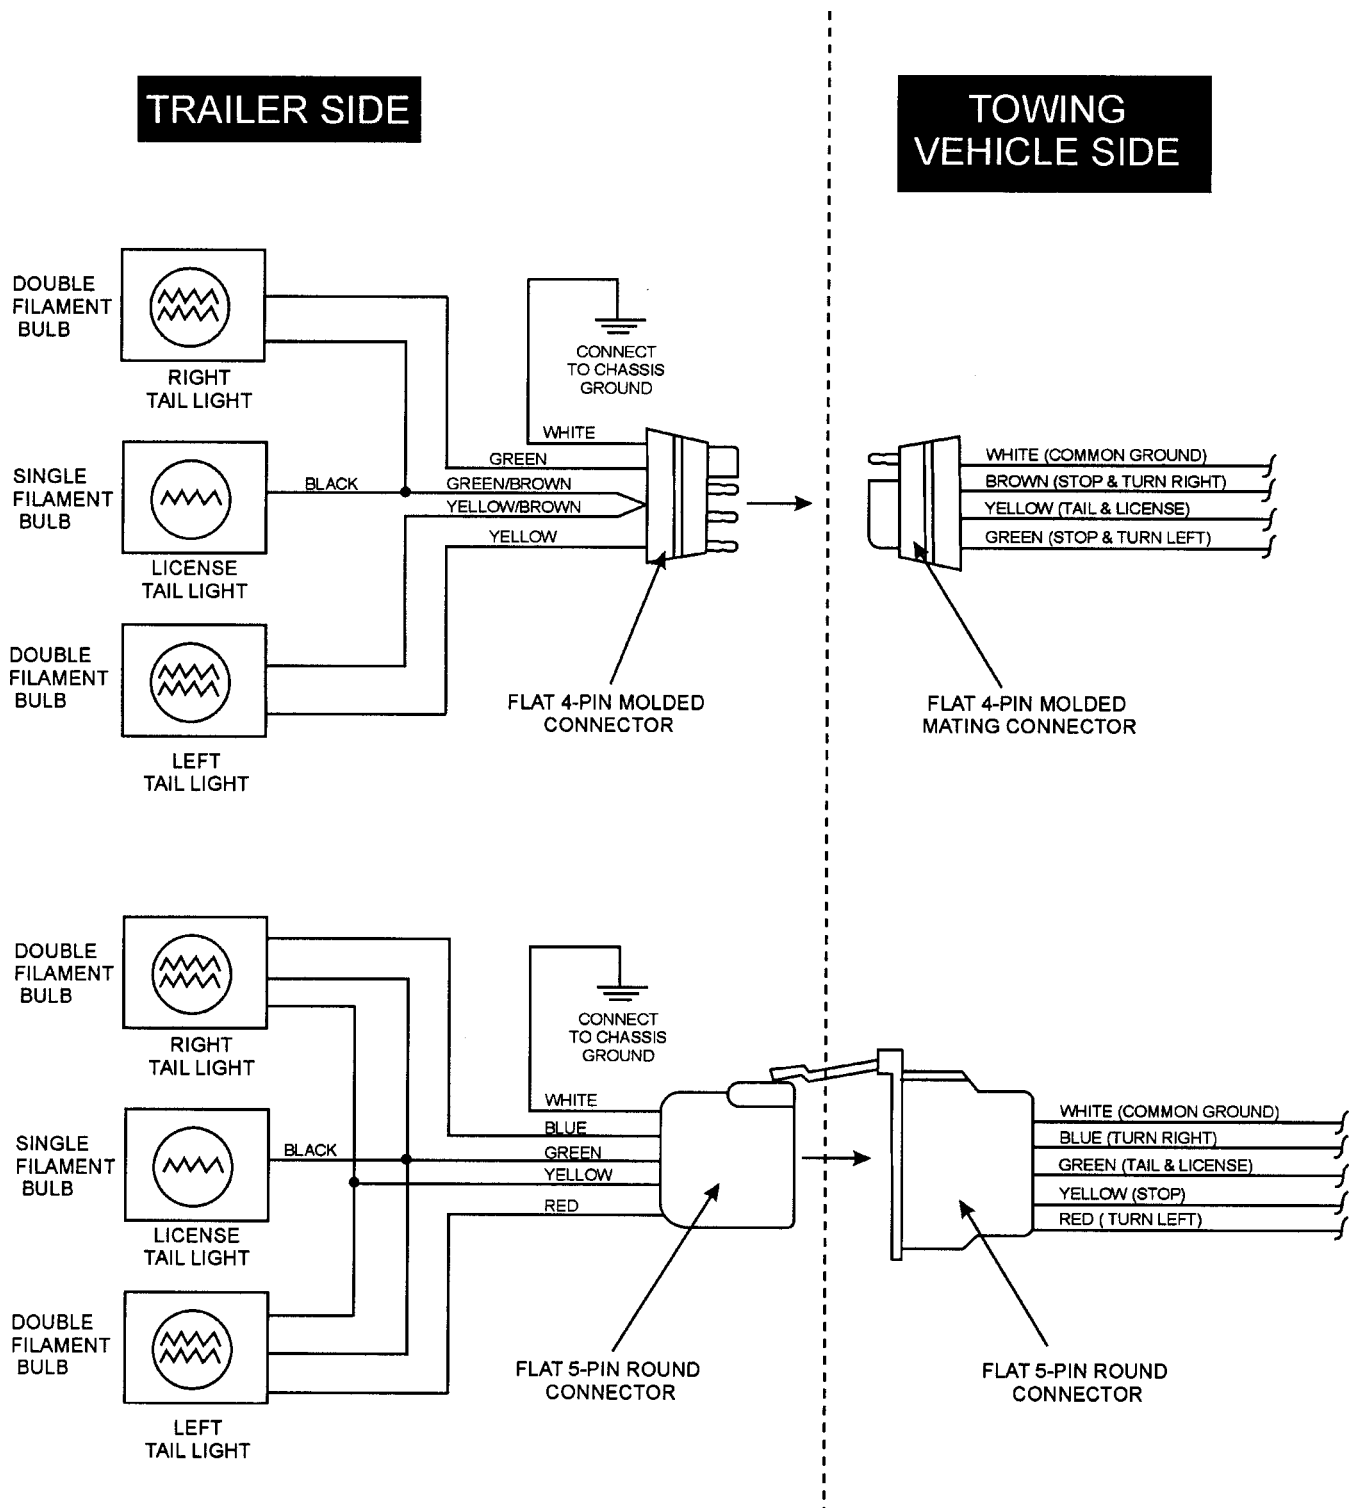 TRAILER SIDE
TOWING
VEHICLE SIDE
DOUBLE
FILAMENT
BULB
RIGHT
TAIL LIGHT
CONNECT
TO CHASSIS
GROUND
WHITE
GREEN
BLACK
GREEN/BROWN
YELLOW/BROWN
YELLOW
SINGLE
FILAMENT
BULB
LICENSE
TAIL LIGHT
WHITE (COMMON GROUND)
BROWN (STOP & TURN RIGHT)
YELLOW (TAIL & LICENSE)
GREEN (STOP & TURN LEFT)
DOUBLE
FILAMENT
BULB
LEFT
TAIL LIGHT
FLAT 4-PIN MOLDED
CONNECTOR
FLAT 4-PIN MOLDED
MATING CONNECTOR
DOUBLE
FILAMENT
BULB
RIGHT
TAIL LIGHT
CONNECT
TO CHASSIS
GROUND
WHITE
BLUE
BLACK
GREEN
YELLOW
RED
SINGLE
FILAMENT
BULB
LICENSE
TAIL LIGHT
WHITE (COMMON GROUND)
BLUE (TURN RIGHT)
GREEN (TAIL & LICENSE)
YELLOW (STOP)
RED ( TURN LEFT)
DOUBLE
FILAMENT
BULB
LEFT
TAIL LIGHT
FLAT 5-PIN ROUND
CONNECTOR
FLAT 5-PIN ROUND
CONNECTOR